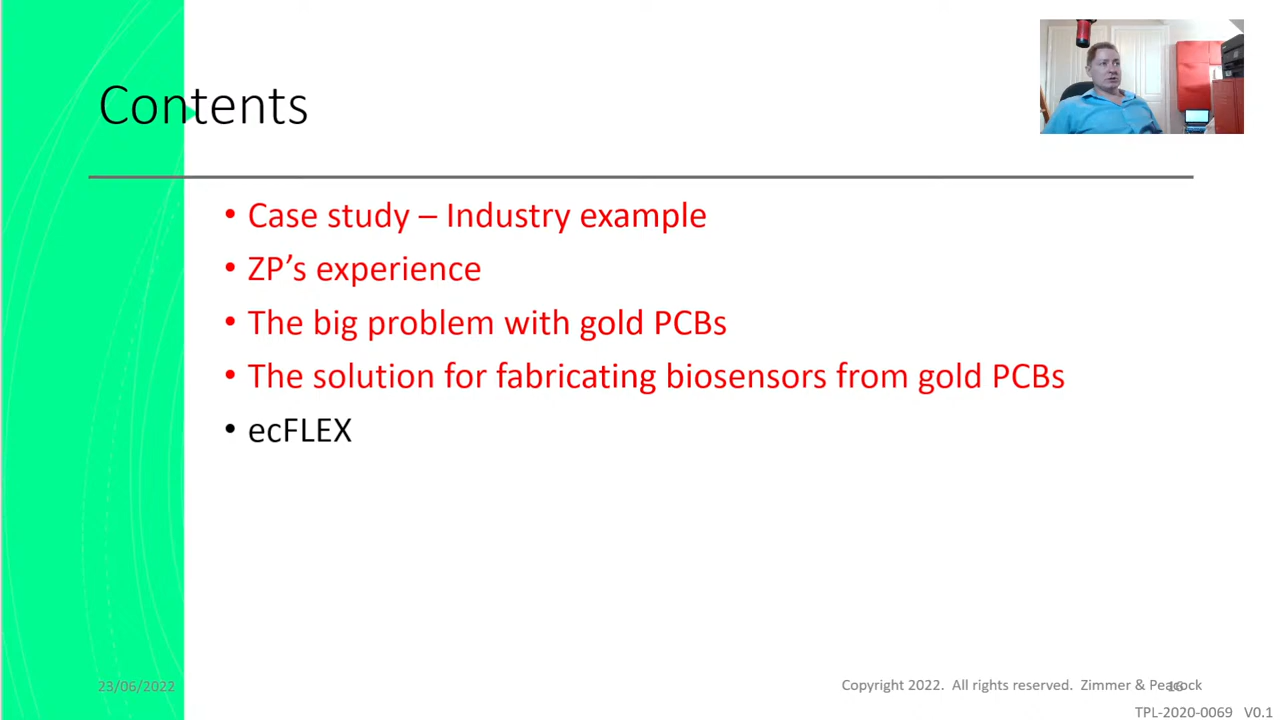 Contents
• Case study – Industry example
• ZP’s experience
• The big problem with gold PCBs
• The solution for fabricating biosensors from gold PCBs
• ecFLEX
23/06/2022
Copyright 2022. All rights reserved. Zimmer & Peacock
16
TPL-2020-0069 V0.1